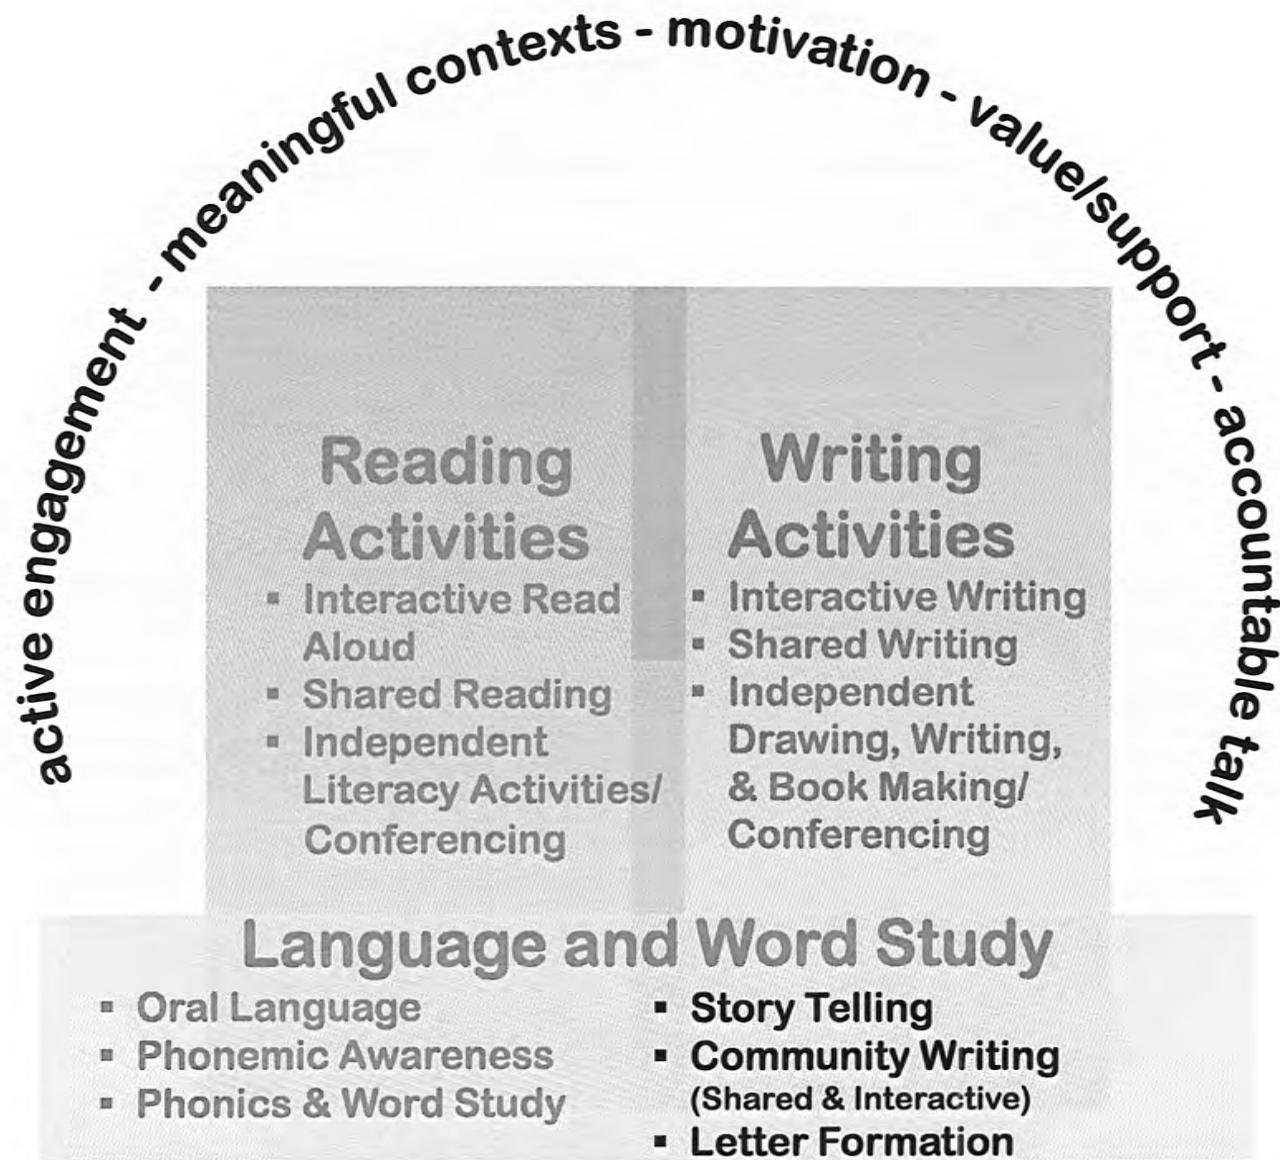 active engagement - meaningful contexts - motivation - value/support - accountable talk
Reading
Activities
▪ Interactive Read
Aloud
▪ Shared Reading
▪ Independent
Literacy Activities/
Conferencing
Writing
Activities
▪ Interactive Writing
▪ Shared Writing
▪ Independent
Drawing, Writing,
& Book Making/
Conferencing
Language and Word Study
▪ Oral Language
▪ Phonemic Awareness
▪ Phonics & Word Study
▪ Story Telling
▪ Community Writing
(Shared & Interactive)
▪ Letter Formation